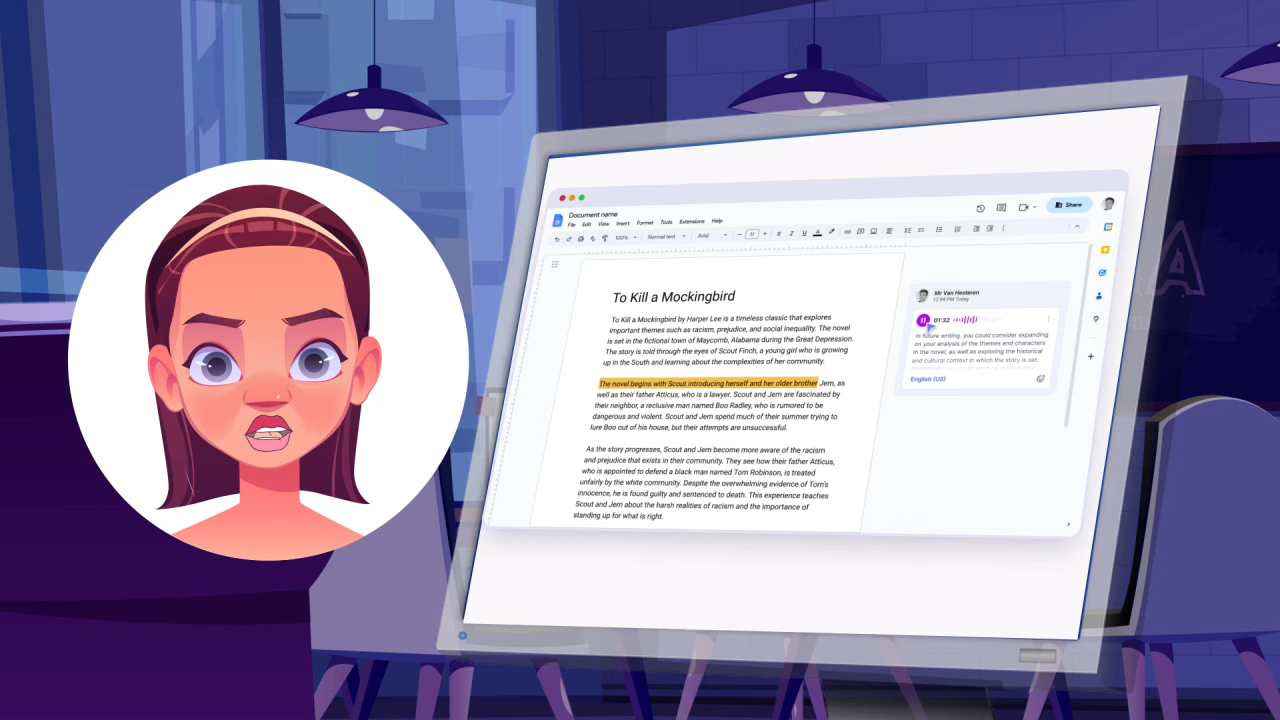 Document name
File Edit View Insert Format Tools Extensions Help
Share
100% Normal text Arial 11 B I U A
To Kill a Mockingbird
To Kill a Mockingbird by Harper Lee is a timeless classic that explores
important themes such as racism, prejudice, and social inequality. The novel
is set in the fictional town of Maycomb, Alabama during the Great Depression.
The story is told through the eyes of Scout Finch, a young girl who is growing
up in the South and learning about the complexities of her community.
The novel begins with Scout introducing herself and her older brother Jem, as
well as their father Atticus, who is a lawyer. Scout and Jem are fascinated by
their neighbor, a reclusive man named Boo Radley, who is rumored to be
dangerous and violent. Scout and Jem spend much of their summer trying to
lure Boo out of his house, but their attempts are unsuccessful.
As the story progresses, Scout and Jem become more aware of the racism
and prejudice that exists in their community. They see how their father Atticus,
who is appointed to defend a black man named Tom Robinson, is treated
unfairly by the white community. Despite the overwhelming evidence of Tom's
innocence, he is found guilty and sentenced to death. This experience teaches
Scout and Jem about the harsh realities of racism and the importance of
standing up for what is right.
Mr Van Hesteren
12:04 PM Today
01:32
In future writing, you could consider expanding
on your analysis of the themes and characters
in the novel, as well as exploring the historical
and cultural context in which the story is set.
English (US)